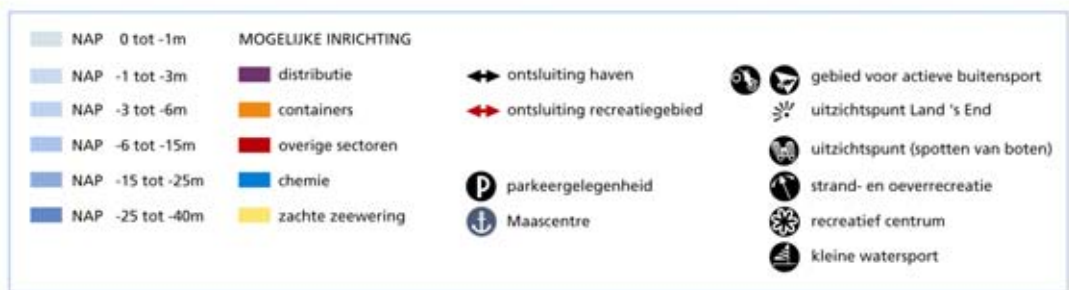 NAP 0 tot -1m
NAP -1 tot -3m
NAP -3 tot -6m
NAP -6 tot -15m
NAP -15 tot -25m
NAP -25 tot -40m
MOGELIJKE INRICHTING
distributie
containers
overige sectoren
chemie
zachte zeewering
ontsluiting haven
ontsluiting recreatiegebied
P parkeergelegenheid
Maascentre
gebied voor actieve buitensport
uitzichtspunt Land 's End
uitzichtspunt (spotten van boten)
strand- en oeverrecreatie
recreatief centrum
kleine watersport